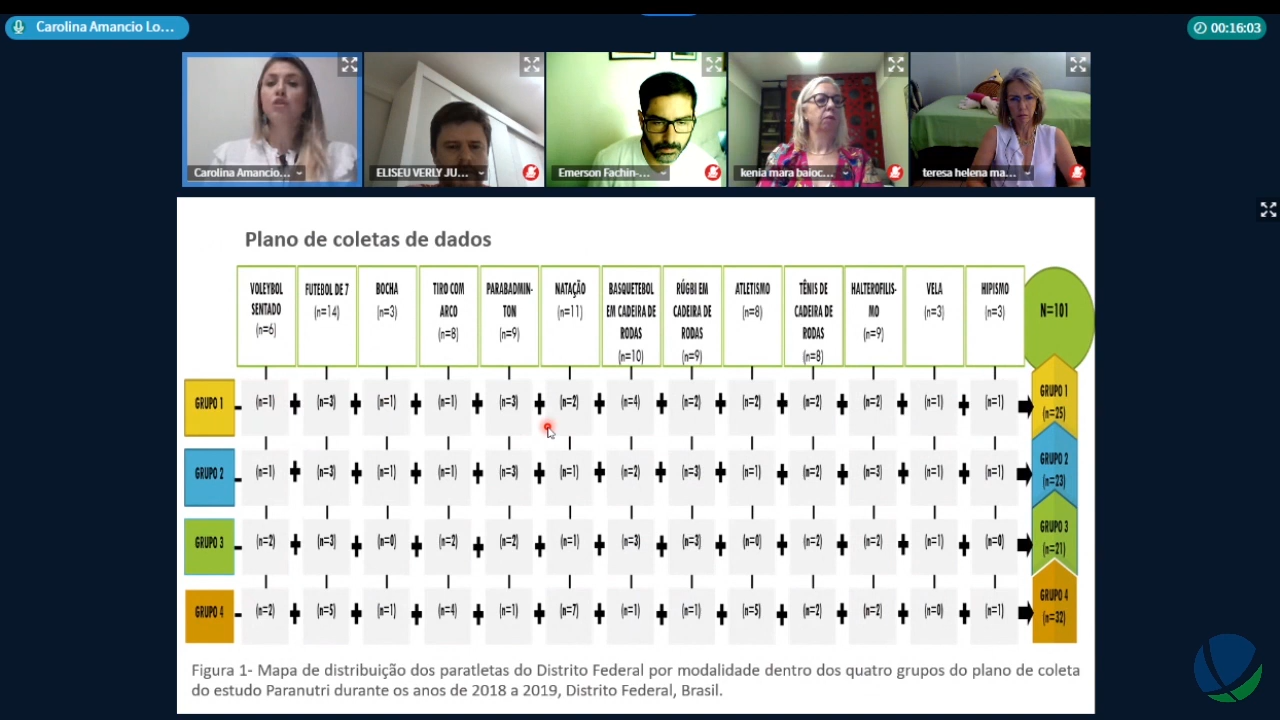 Carolina Amancio Lo...
00:16:03
Carolina Amancio...
ELISEU VERLY JU...
Emerson Fachin-...
kenia mara baioc...
teresa helena ma...
Plano de coletas de dados
VOLEYBOL SENTADO (n=6)
FUTEBOL DE 7 (n=14)
BOCHA (n=3)
TIRO COM ARCO (n=8)
PARABADMIN-TON (n=9)
NATAÇÃO (n=11)
BASQUETEBOL EM CADEIRA DE RODAS (n=10)
RÚGBI EM CADEIRA DE RODAS (n=9)
ATLETISMO (n=8)
TÊNIS DE CADEIRA DE RODAS (n=8)
HALTEROFILIS-MO (n=9)
VELA (n=3)
HIPISMO (n=3)
N=101
GRUPO 1 (n=1) + (n=3) + (n=1) + (n=1) + (n=3) + (n=2) + (n=4) + (n=2) + (n=2) + (n=2) + (n=2) + (n=1) + (n=1) GRUPO 1 (n=25)
GRUPO 2 (n=1) + (n=3) + (n=1) + (n=1) + (n=3) + (n=1) + (n=2) + (n=3) + (n=1) + (n=2) + (n=3) + (n=1) + (n=1) GRUPO 2 (n=23)
GRUPO 3 (n=2) + (n=3) + (n=0) + (n=2) + (n=2) + (n=1) + (n=3) + (n=3) + (n=0) + (n=2) + (n=2) + (n=1) + (n=0) GRUPO 3 (n=21)
GRUPO 4 (n=2) + (n=5) + (n=1) + (n=4) + (n=1) + (n=7) + (n=1) + (n=1) + (n=5) + (n=2) + (n=2) + (n=0) + (n=1) GRUPO 4 (n=32)
Figura 1- Mapa de distribuição dos paratletas do Distrito Federal por modalidade dentro dos quatro grupos do plano de coleta
do estudo Paranutri durante os anos de 2018 a 2019, Distrito Federal, Brasil.